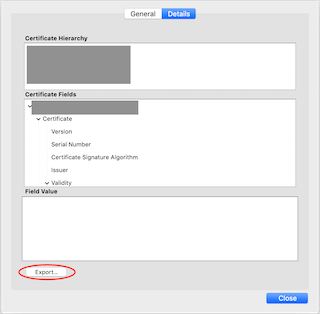 General
Details
Certificate Hierarchy
Certificate Fields
Certificate
Version
Serial Number
Certificate Signature Algorithm
Issuer
Validity
Field Value
Export...
Close